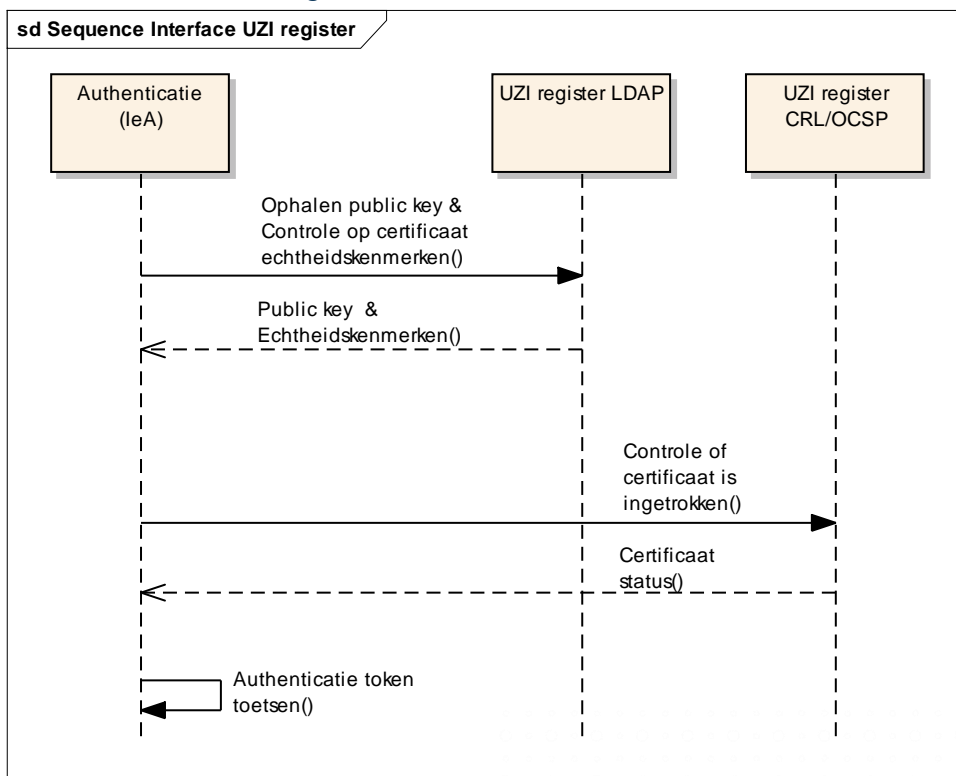 sd Sequence Interface UZI register
Authenticatie
(IeA)
UZI register LDAP
UZI register
CRL/OCSP
Ophalen public key &
Controle op certificaat
echtheidskenmerken()
Public key &
Echtheidskenmerken()
Controle of
certificaat is
ingetrokken()
Certificaat
status()
Authenticatie token
toetsen()